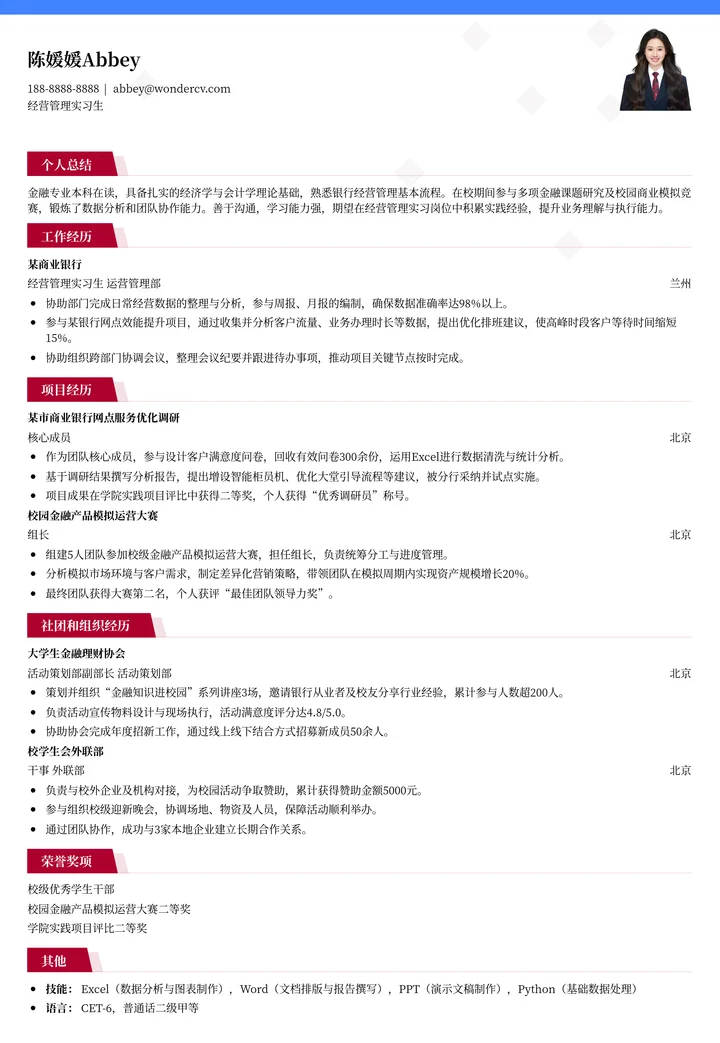 陈媛媛Abbey
188-8888-8888 | abbey@wondercv.com
经营管理实习生
个人总结
金融专业本科在读，具备扎实的经济学与会计学理论基础，熟悉银行经营管理基本流程。在校期间参与多项金融课题研究及校园商业模拟竞
赛，锻炼了数据分析和团队协作能力。善于沟通，学习能力强，期望在经营管理实习岗位中积累实践经验，提升业务理解与执行能力。
工作经历
某商业银行
经营管理实习生 运营管理部 兰州
• 协助部门完成日常经营数据的整理与分析，参与周报、月报的编制，确保数据准确率达98%以上。
• 参与某银行网点效能提升项目，通过收集并分析客户流量、业务办理时长等数据，提出优化排班建议，使高峰时段客户等待时间缩短
15%。
• 协助组织跨部门协调会议，整理会议纪要并跟进待办事项，推动项目关键节点按时完成。
项目经历
某市商业银行网点服务优化调研
核心成员 北京
• 作为团队核心成员，参与设计客户满意度问卷，回收有效问卷300余份，运用Excel进行数据清洗与统计分析。
• 基于调研结果撰写分析报告，提出增设智能柜员机、优化大堂引导流程等建议，被分行采纳并试点实施。
• 项目成果在学院实践项目评比中获得二等奖，个人获得“优秀调研员”称号。
校园金融产品模拟运营大赛
组长 北京
• 组建5人团队参加校级金融产品模拟运营大赛，担任组长，负责统筹分工与进度管理。
• 分析模拟市场环境与客户需求，制定差异化营销策略，带领团队在模拟周期内实现资产规模增长20%。
• 最终团队获得大赛第二名，个人获评“最佳团队领导力奖”。
社团和组织经历
大学生金融理财协会
活动策划部副部长 活动策划部 北京
• 策划并组织“金融知识进校园”系列讲座3场，邀请银行从业者及校友分享行业经验，累计参与人数超200人。
• 负责活动宣传物料设计与现场执行，活动满意度评分达4.8/5.0。
• 协助协会完成年度招新工作，通过线上线下结合方式招募新成员50余人。
校学生会外联部
干事 外联部 北京
• 负责与校外企业及机构对接，为校园活动争取赞助，累计获得赞助金额5000元。
• 参与组织校级迎新晚会，协调场地、物资及人员，保障活动顺利举办。
• 通过团队协作，成功与3家本地企业建立长期合作关系。
荣誉奖项
校级优秀学生干部
校园金融产品模拟运营大赛二等奖
学院实践项目评比二等奖
其他
• 技能： Excel（数据分析与图表制作），Word（文档排版与报告撰写），PPT（演示文稿制作），Python（基础数据处理）
• 语言： CET-6，普通话二级甲等